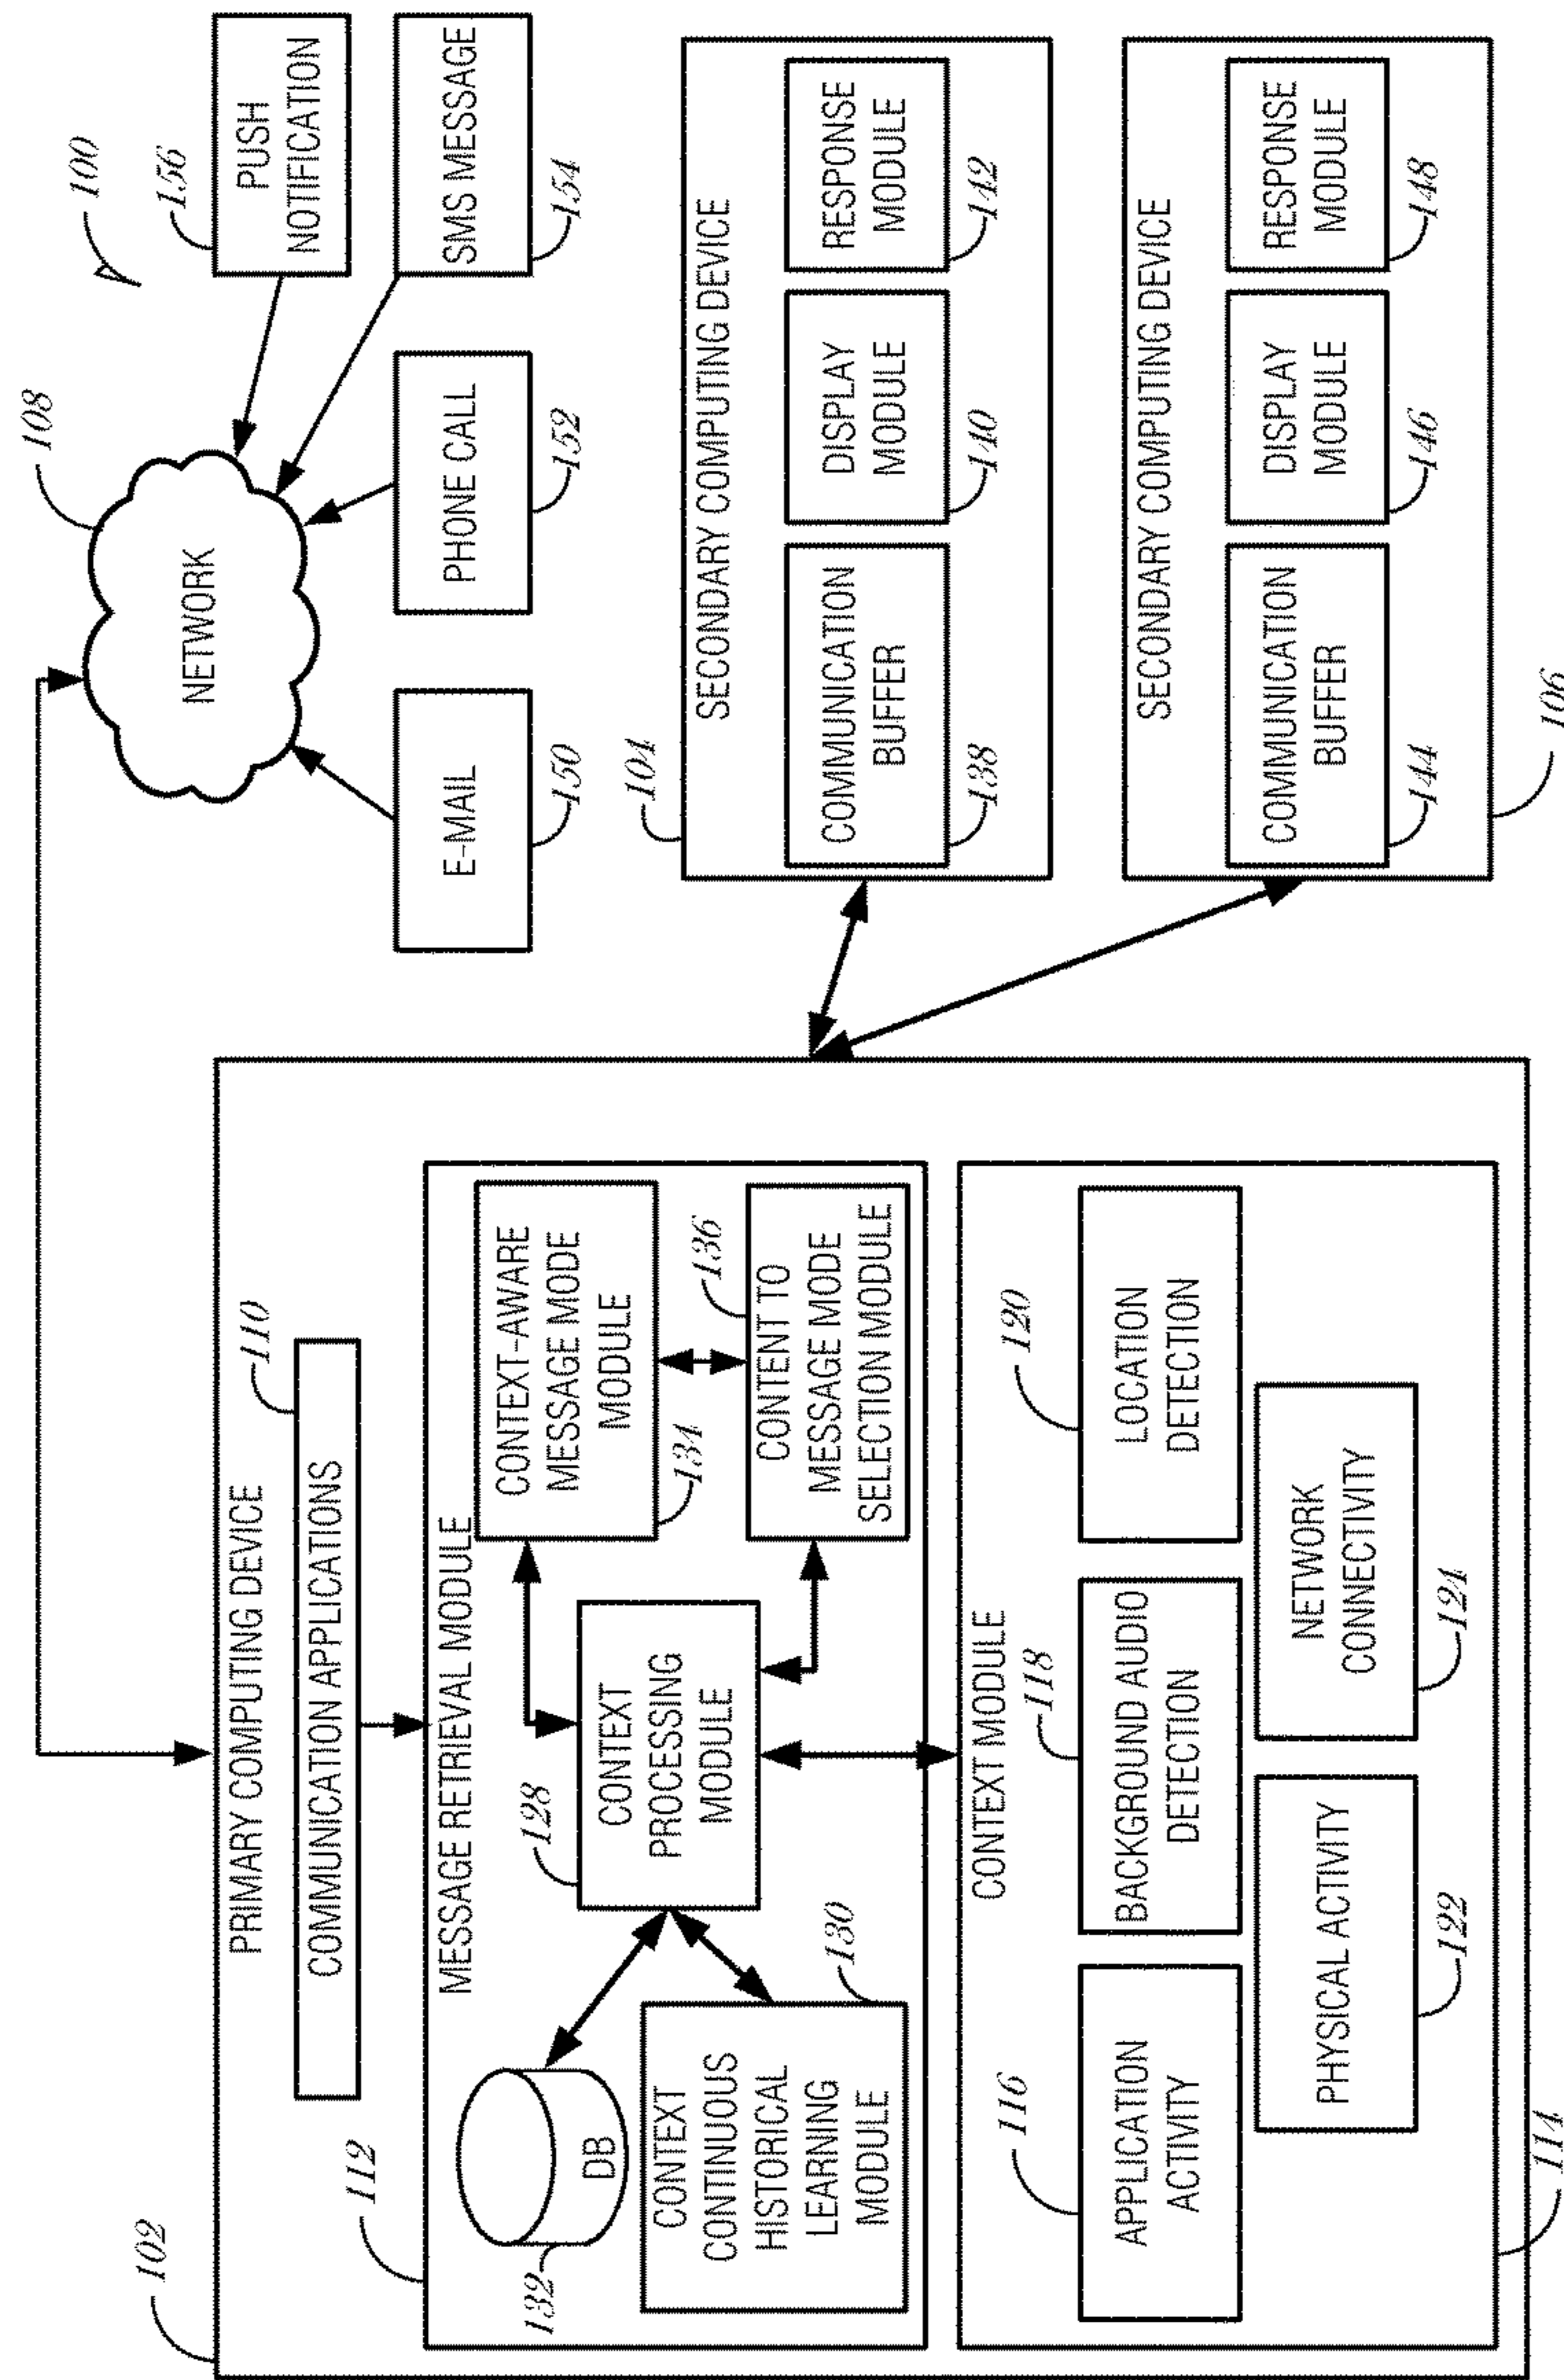 100
102
PRIMARY COMPUTING DEVICE
110
COMMUNICATION APPLICATIONS
112
MESSAGE RETRIEVAL MODULE
132
DB
CONTEXT
CONTINUOUS
HISTORICAL
LEARNING
MODULE
130
128
CONTEXT
PROCESSING
MODULE
CONTEXT-AWARE
MESSAGE MODE
MODULE
134
136
CONTENT TO
MESSAGE MODE
SELECTION MODULE
CONTEXT MODULE
116
APPLICATION
ACTIVITY
118
BACKGROUND AUDIO
DETECTION
120
LOCATION
DETECTION
PHYSICAL ACTIVITY
122
NETWORK
CONNECTIVITY
124
114
108
NETWORK
156
PUSH
NOTIFICATION
E-MAIL
150
PHONE CALL
152
SMS MESSAGE
154
104
SECONDARY COMPUTING DEVICE
COMMUNICATION
BUFFER
138
DISPLAY
MODULE
140
RESPONSE
MODULE
142
SECONDARY COMPUTING DEVICE
COMMUNICATION
BUFFER
144
DISPLAY
MODULE
146
RESPONSE
MODULE
148
106